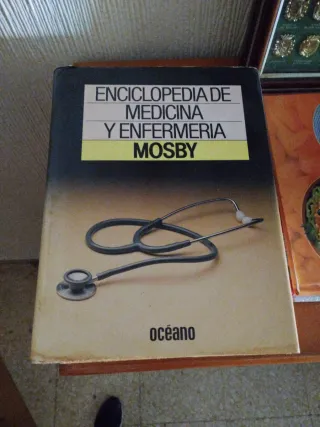 ENCICLOPEDIA DE
MEDICINA
Y ENFERMERIA
MOSBY
océano